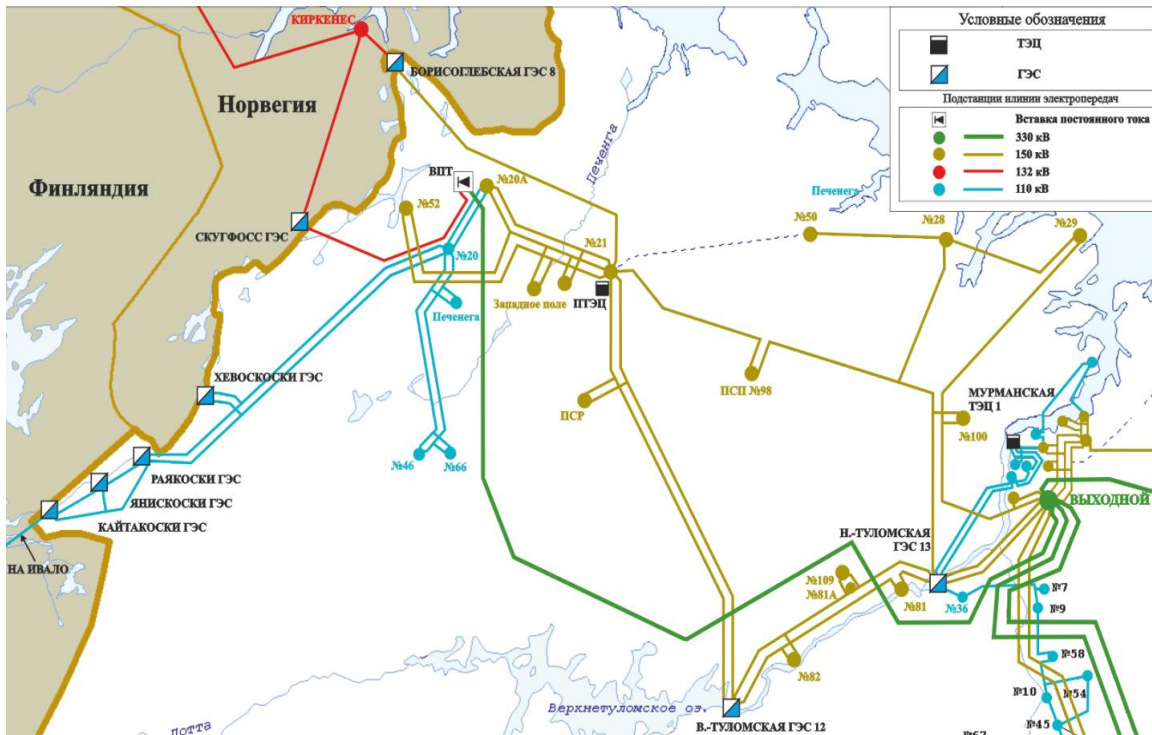 КИРКЕНЕС
БОРИСОГЛЕБСКАЯ ГЭС 8
Норвегия
Финляндия
СКУГФОСС ГЭС
ВПТ
№20А
№52
№20
Печенга
№21
Западное поле
ПТЭЦ
Печенега
Печенега
№50
№28
№29
ХЕВОСКОСКИ ГЭС
ПСР
ПСП №98
МУРМАНСКАЯ
ТЭЦ 1
№100
№46
№66
РАЯКОСКИ ГЭС
ЯНИСКОСКИ ГЭС
КАЙТАКОСКИ ГЭС
НА ИВАЛО
ВЫХОДНОЙ
Н.-ТУЛОМСКАЯ
ГЭС 13
№109
№81А
№81
№36
№7
№9
№82
№58
№10
№54
№45
№62
Верхнетуломское оз.
Лотта
В.-ТУЛОМСКАЯ ГЭС 12
Условные обозначения
ТЭЦ
ГЭС
Подстанции илинии электропередач
Вставка постоянного тока
330 кВ
150 кВ
132 кВ
110 кВ